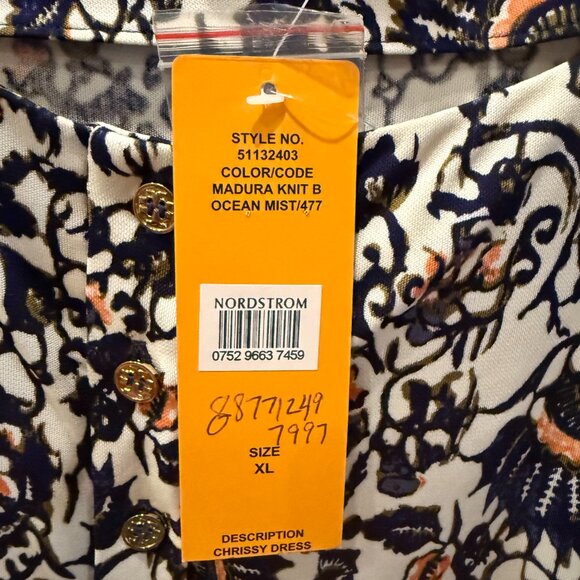 STYLE NO.
51132403
COLOR/CODE
MADURA KNIT B
OCEAN MIST/477
NORDSTROM
0752 9663 7459
88771249
7997
SIZE
XL
DESCRIPTION
CHRISSY DRESS